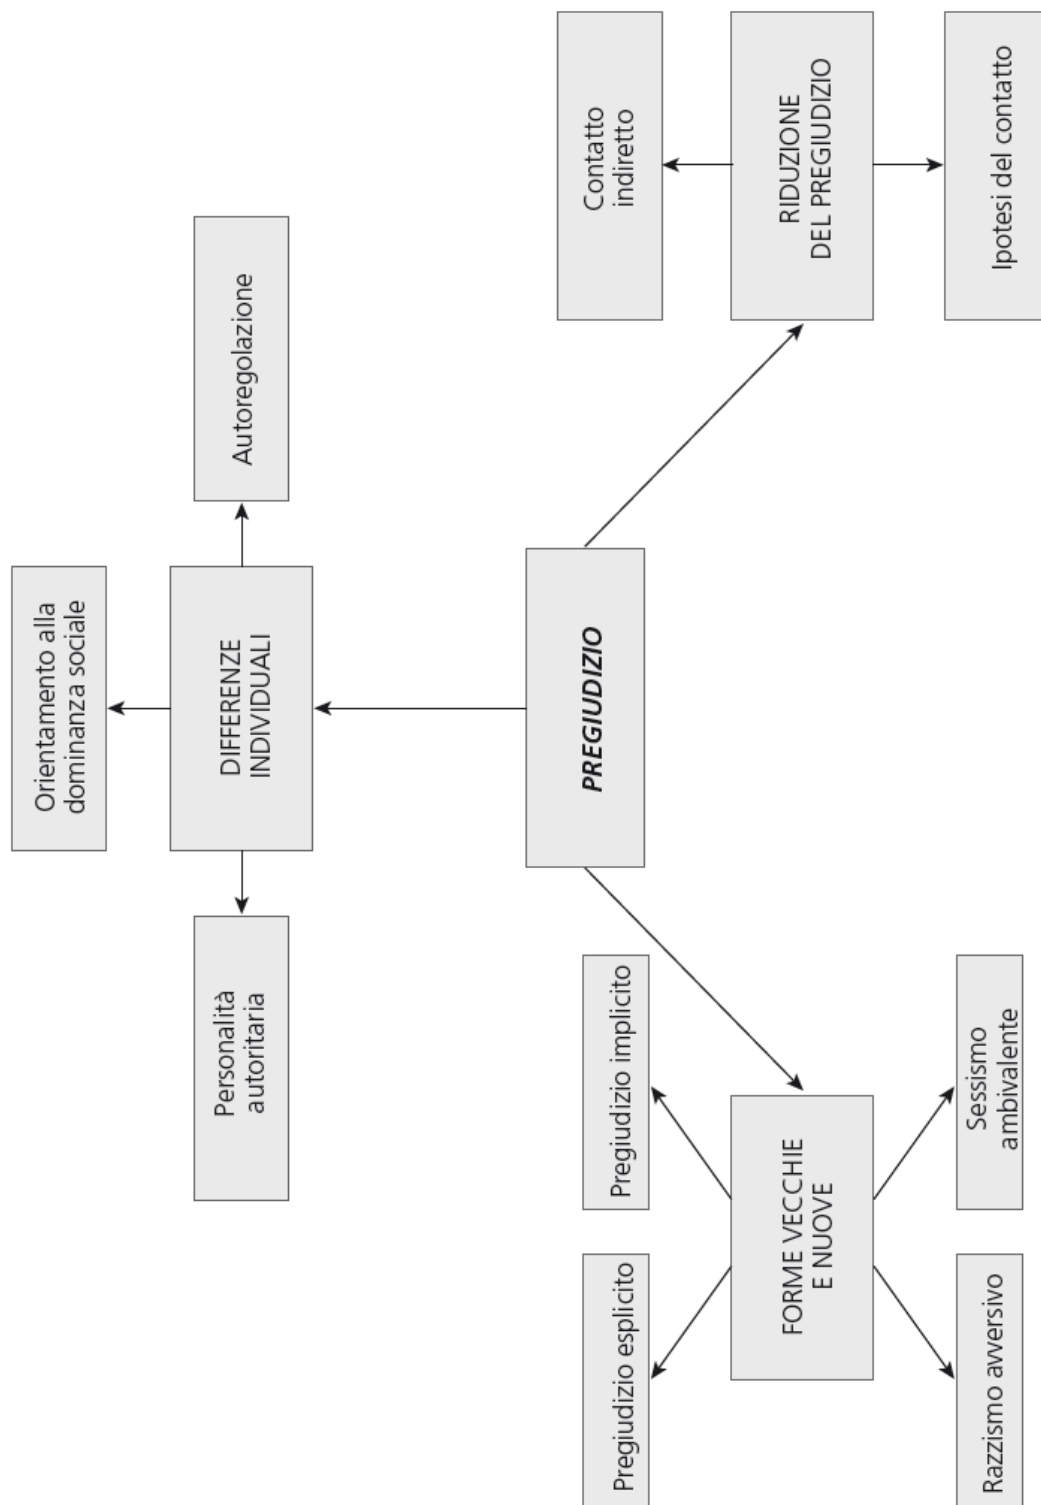 Personalità
autoritaria
Orientamento alla
dominanza sociale
DIFFERENZE
INDIVIDUALI
Autoregolazione
PREGIUDIZIO
Pregiudizio esplicito
Pregiudizio implicito
FORME VECCHIE
E NUOVE
Razzismo avversivo
Sessismo
ambivalente
Contatto
indiretto
RIDUZIONE
DEL PREGIUDIZIO
Ipotesi del contatto